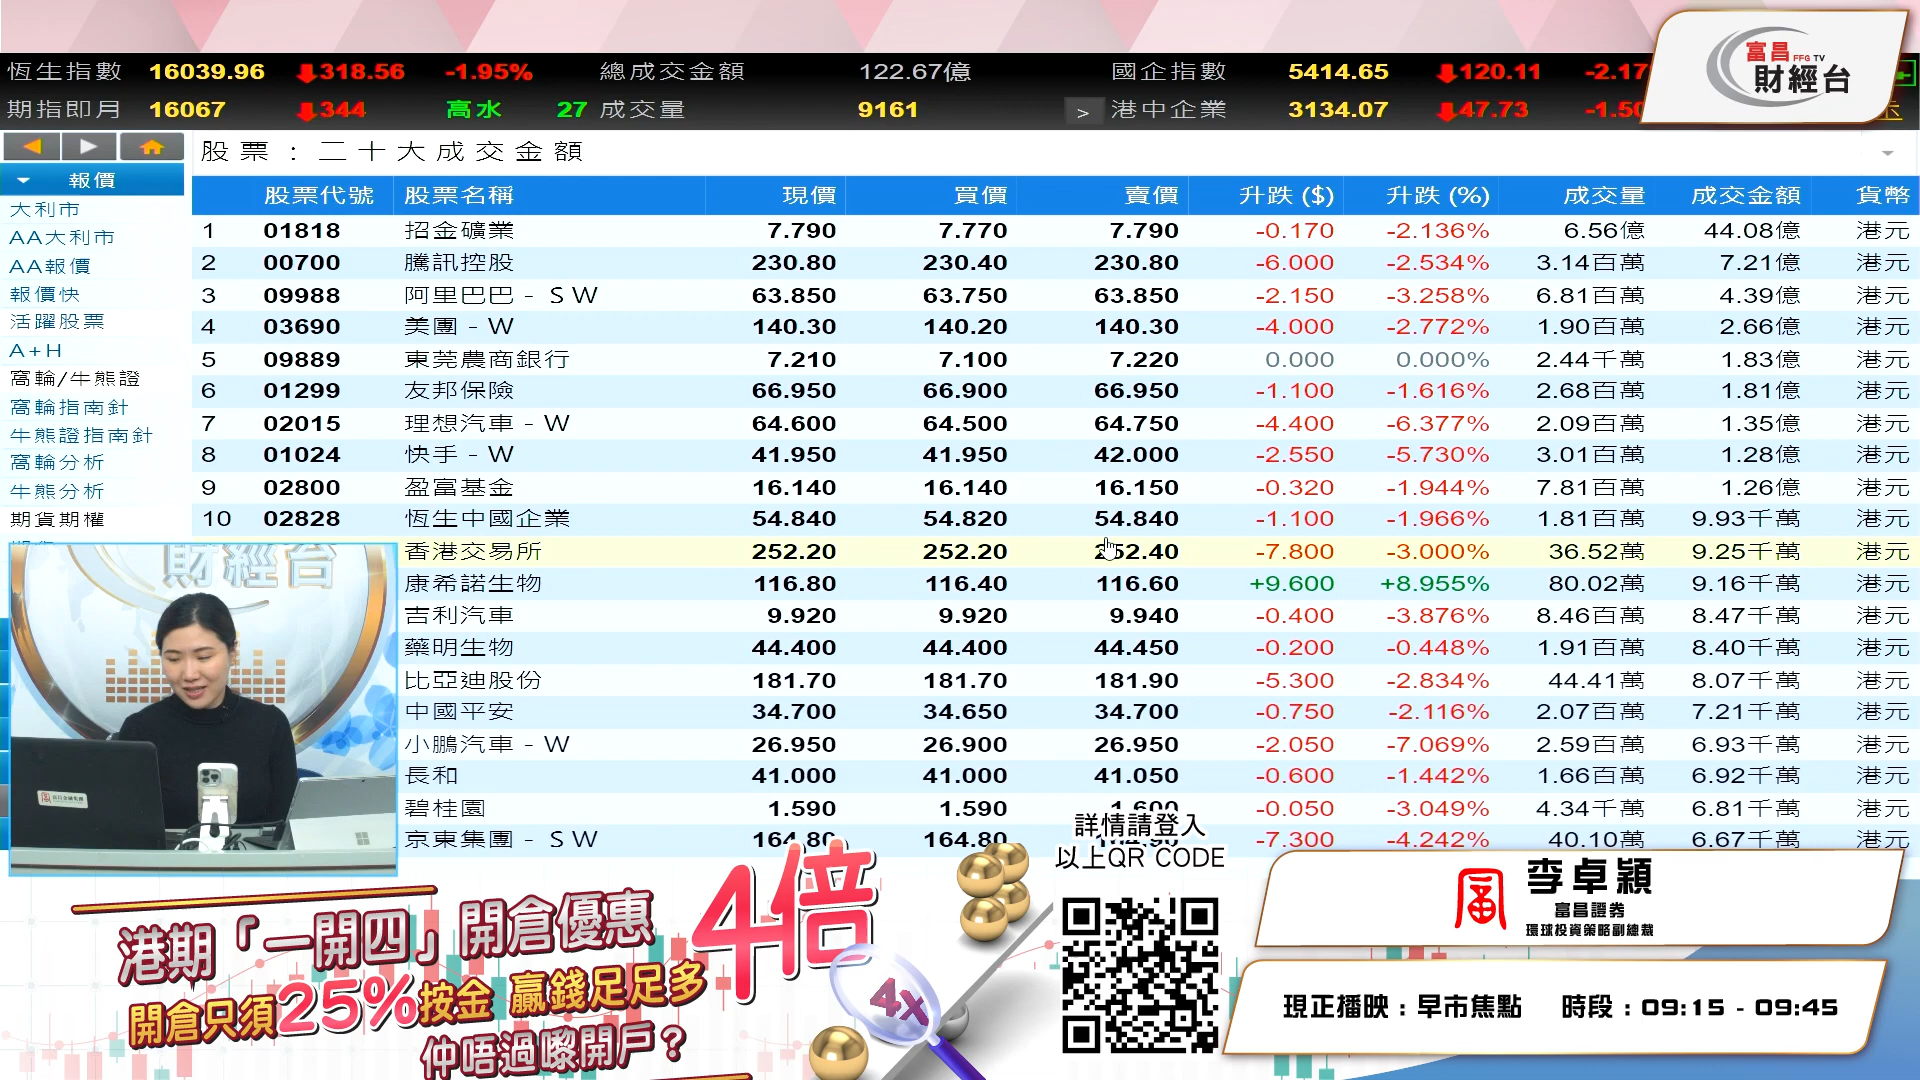 恆生指數 16039.96 318.56 -1.95% 總成交金額 122.67億 國企指數 5414.65 120.11 -2.17
期指即月 16067 344 高水 27 成交量 9161 > 港中企業 3134.07 47.73 -1.50
富昌 FFG TV
財經台
股票：二十大成交金額
報價
大利市
AA大利市
AA報價
報價快
活躍股票
A+H
窩輪/牛熊證
窩輪指南針
牛熊證指南針
窩輪分析
牛熊分析
期貨期權
股票代號 股票名稱 現價 買價 賣價 升跌 ($) 升跌 (%) 成交量 成交金額 貨幣
1 01818 招金礦業 7.790 7.770 7.790 -0.170 -2.136% 6.56億 44.08億 港元
2 00700 騰訊控股 230.80 230.40 230.80 -6.000 -2.534% 3.14百萬 7.21億 港元
3 09988 阿里巴巴－ＳＷ 63.850 63.750 63.850 -2.150 -3.258% 6.81百萬 4.39億 港元
4 03690 美團－W 140.30 140.20 140.30 -4.000 -2.772% 1.90百萬 2.66億 港元
5 09889 東莞農商銀行 7.210 7.100 7.220 0.000 0.000% 2.44千萬 1.83億 港元
6 01299 友邦保險 66.950 66.900 66.950 -1.100 -1.616% 2.68百萬 1.81億 港元
7 02015 理想汽車－W 64.600 64.500 64.750 -4.400 -6.377% 2.09百萬 1.35億 港元
8 01024 快手－W 41.950 41.950 42.000 -2.550 -5.730% 3.01百萬 1.28億 港元
9 02800 盈富基金 16.140 16.140 16.150 -0.320 -1.944% 7.81百萬 1.26億 港元
10 02828 恆生中國企業 54.840 54.820 54.840 -1.100 -1.966% 1.81百萬 9.93千萬 港元
香港交易所 252.20 252.20 252.40 -7.800 -3.000% 36.52萬 9.25千萬 港元
康希諾生物 116.80 116.40 116.60 +9.600 +8.955% 80.02萬 9.16千萬 港元
吉利汽車 9.920 9.920 9.940 -0.400 -3.876% 8.46百萬 8.47千萬 港元
藥明生物 44.400 44.400 44.450 -0.200 -0.448% 1.91百萬 8.40千萬 港元
比亞迪股份 181.70 181.70 181.90 -5.300 -2.834% 44.41萬 8.07千萬 港元
中國平安 34.700 34.650 34.700 -0.750 -2.116% 2.07百萬 7.21千萬 港元
小鵬汽車－W 26.950 26.900 26.950 -2.050 -7.069% 2.59百萬 6.93千萬 港元
長和 41.000 41.000 41.050 -0.600 -1.442% 1.66百萬 6.92千萬 港元
碧桂園 1.590 1.590 1.600 -0.050 -3.049% 4.34千萬 6.81千萬 港元
京東集團－ＳＷ 164.80 164.80 164.90 -7.300 -4.242% 40.10萬 6.67千萬 港元
財經台
詳情請登入
以上QR CODE
港期「一開四」開倉優惠 4倍
開倉只須25%按金 贏錢足足多
仲唔過嚟開戶？
4x
富
李卓穎
富昌證券
環球投資策略副總裁
現正播映：早市焦點 時段：09:15 - 09:45